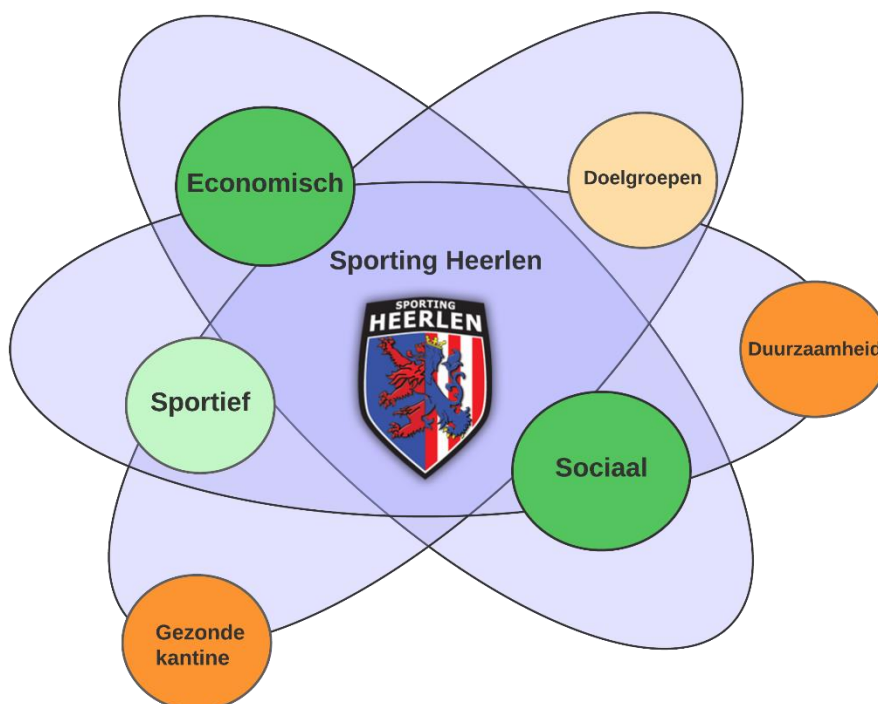 Economisch
Doelgroepen
Sporting Heerlen
SPORTING
HEERLEN
Duurzaamheid
Sportief
Sociaal
Gezonde
kantine